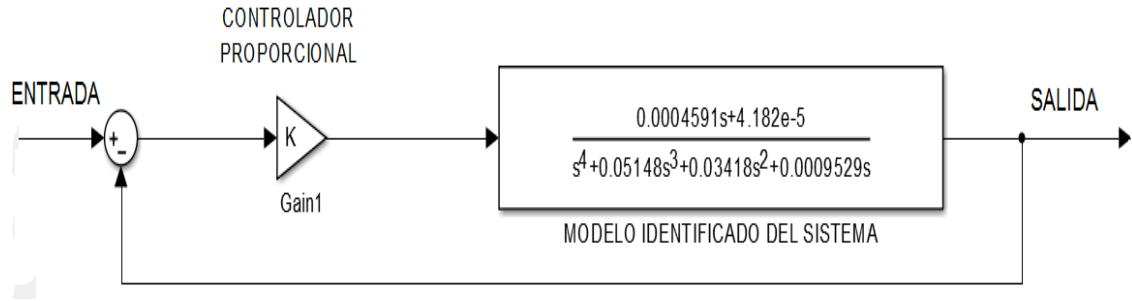 CONTROLADOR
PROPORCIONAL
ENTRADA
+
-
K
Gain1
0.0004591s+4.182e-5
s4+0.05148s3+0.03418s2+0.0009529s
SALIDA
MODELO IDENTIFICADO DEL SISTEMA